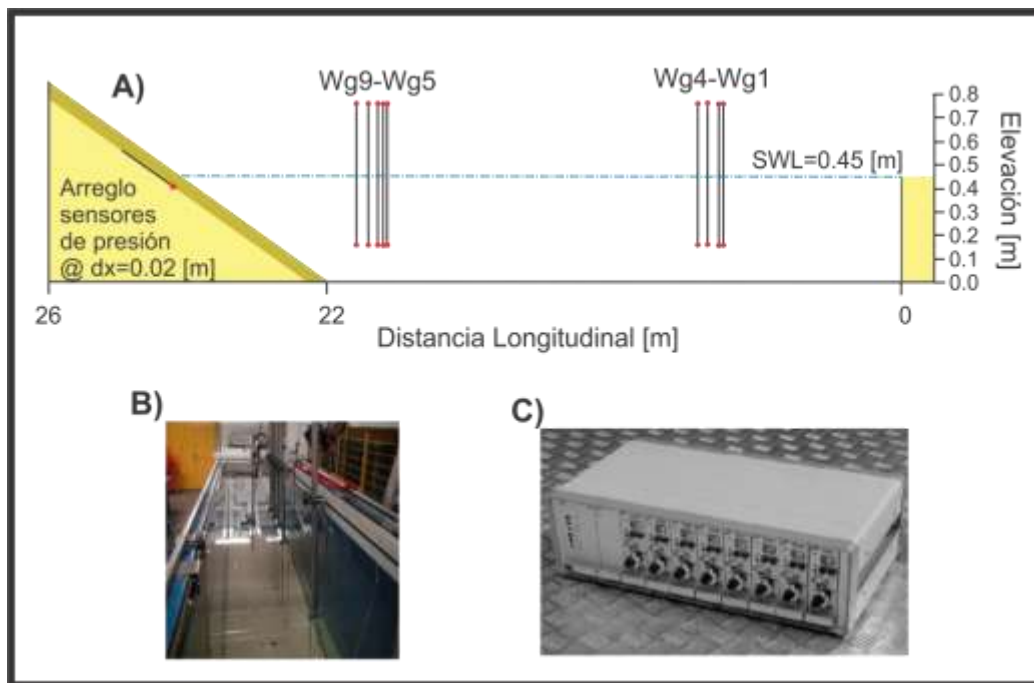 A)
Wg9-Wg5
Wg4-Wg1
SWL=0.45 [m]
Arreglo
sensores
de presión
@ dx=0.02 [m]
0.8
0.7
0.6
0.5
0.4
0.3
0.2
0.1
0.0
Elevación [m]
26
22
0
Distancia Longitudinal [m]
B)
C)